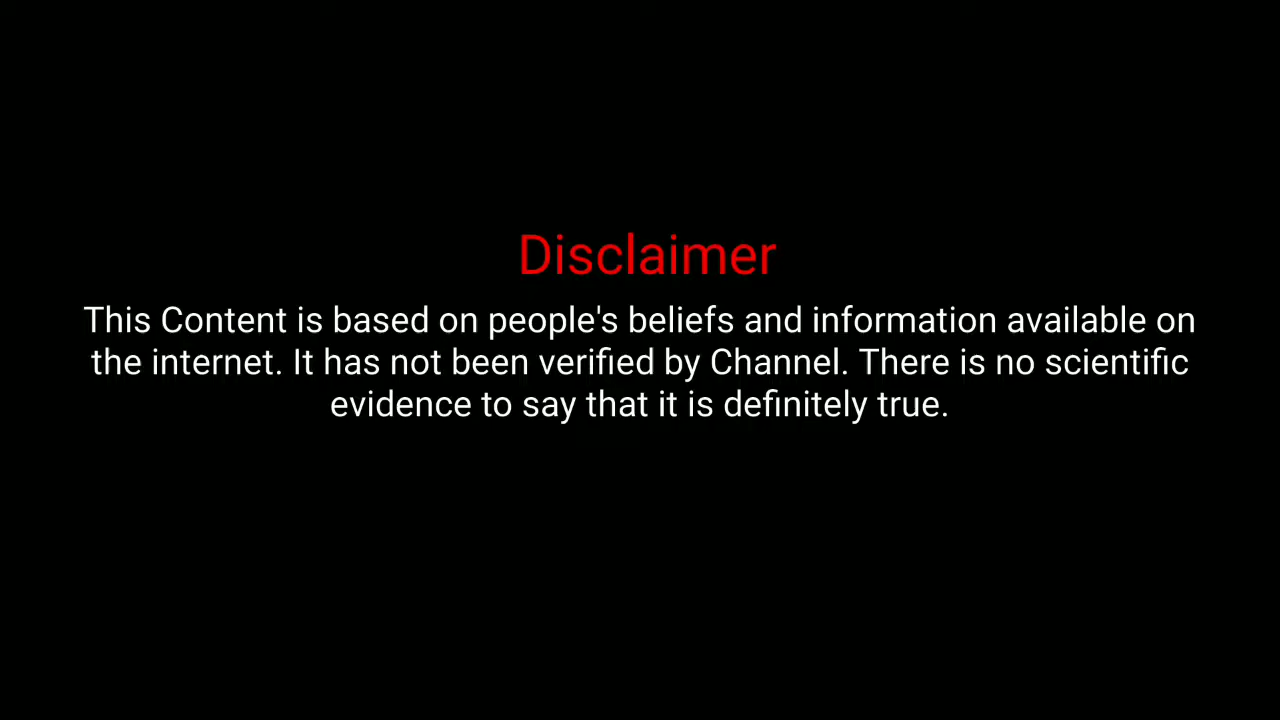 Disclaimer
This Content is based on people's beliefs and information available on
the internet. It has not been verified by Channel. There is no scientific
evidence to say that it is definitely true.